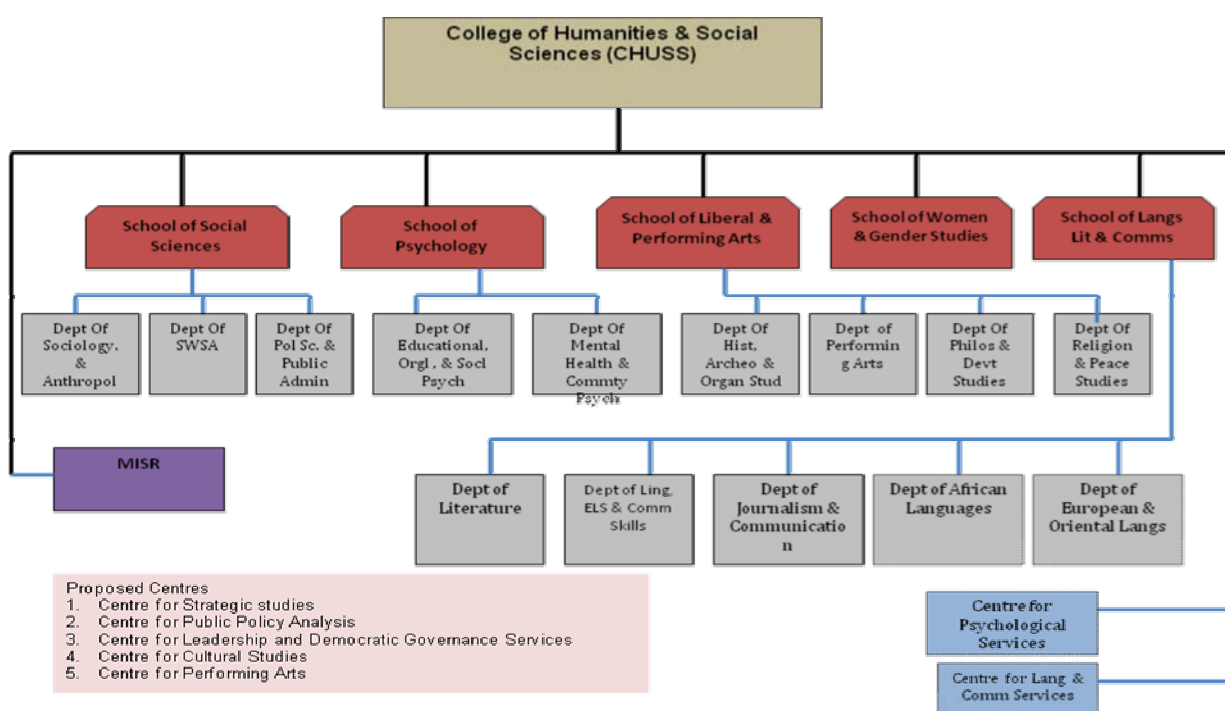 College of Humanities & Social
Sciences (CHUSS)
School of Social
Sciences
School of
Psychology
School of Liberal &
Performing Arts
School of Women
& Gender Studies
School of Langs
Lit & Comms
Dept Of
Sociology.
&
Anthropol
Dept Of
SWSA
Dept Of
Pol Sc. &
Public
Admin
Dept Of
Educational,
Orgl, & Socl
Psych
Dept Of
Mental
Health &
Commty
Psych
Dept Of
Hist,
Archeo &
Organ Stud
Dept of
Performin
g Arts
Dept Of
Philos &
Devt
Studies
Dept Of
Religion
& Peace
Studies
MISR
Dept of
Literature
Dept of Ling,
ELS & Comm
Skills
Dept of
Journalism &
Communicatio
n
Dept of African
Languages
Dept of
European &
Oriental Langs
Proposed Centres
1. Centre for Strategic studies
2. Centre for Public Policy Analysis
3. Centre for Leadership and Democratic Governance Services
4. Centre for Cultural Studies
5. Centre for Performing Arts
Centre for
Psychological
Services
Centre for Lang &
Comm Services